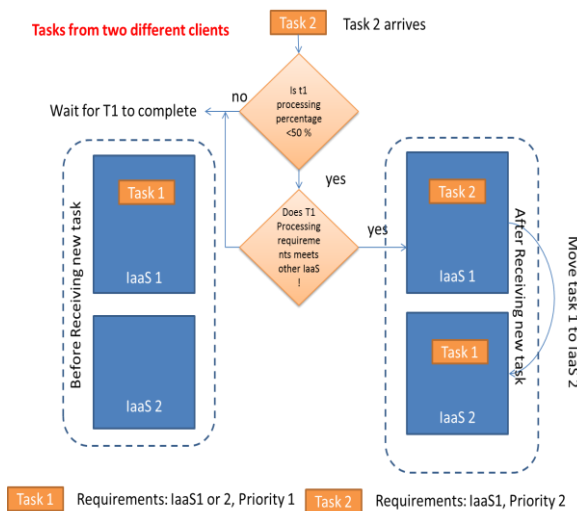 Tasks from two different clients
Task 2
Task 2 arrives
Is t1
processing
percentage
<50 %
no
Wait for T1 to complete
yes
Does T1
Processing
requireme
nts meets
other IaaS
!
yes
Before Receiving new task
Task 1
IaaS 1
IaaS 2
Task 2
IaaS 1
Task 1
IaaS 2
After Receiving new task
Move task 1 to IaaS 2
Task 1
Requirements: IaaS1 or 2, Priority 1
Task 2
Requirements: IaaS1, Priority 2